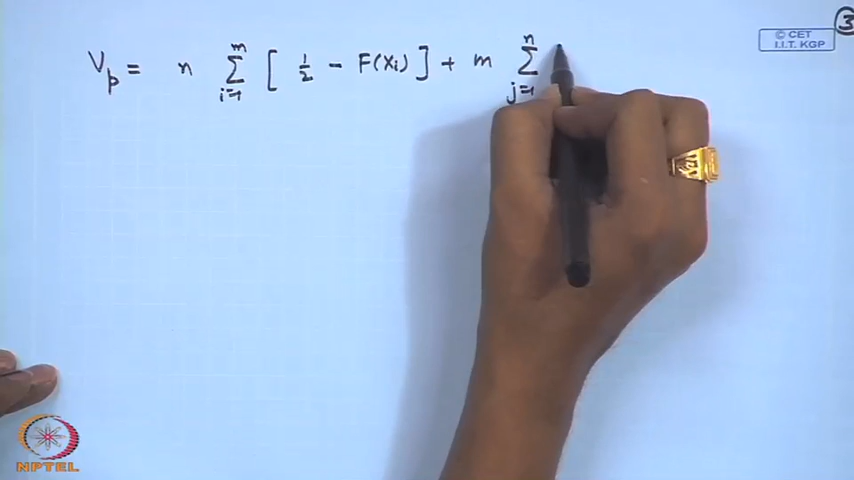 ③
© CET
I.I.T. KGP
V_p = n ∑_{i=1}^{m} [ 1/2 - F(X_i) ] + m ∑_{j=1}^{n}
NPTEL